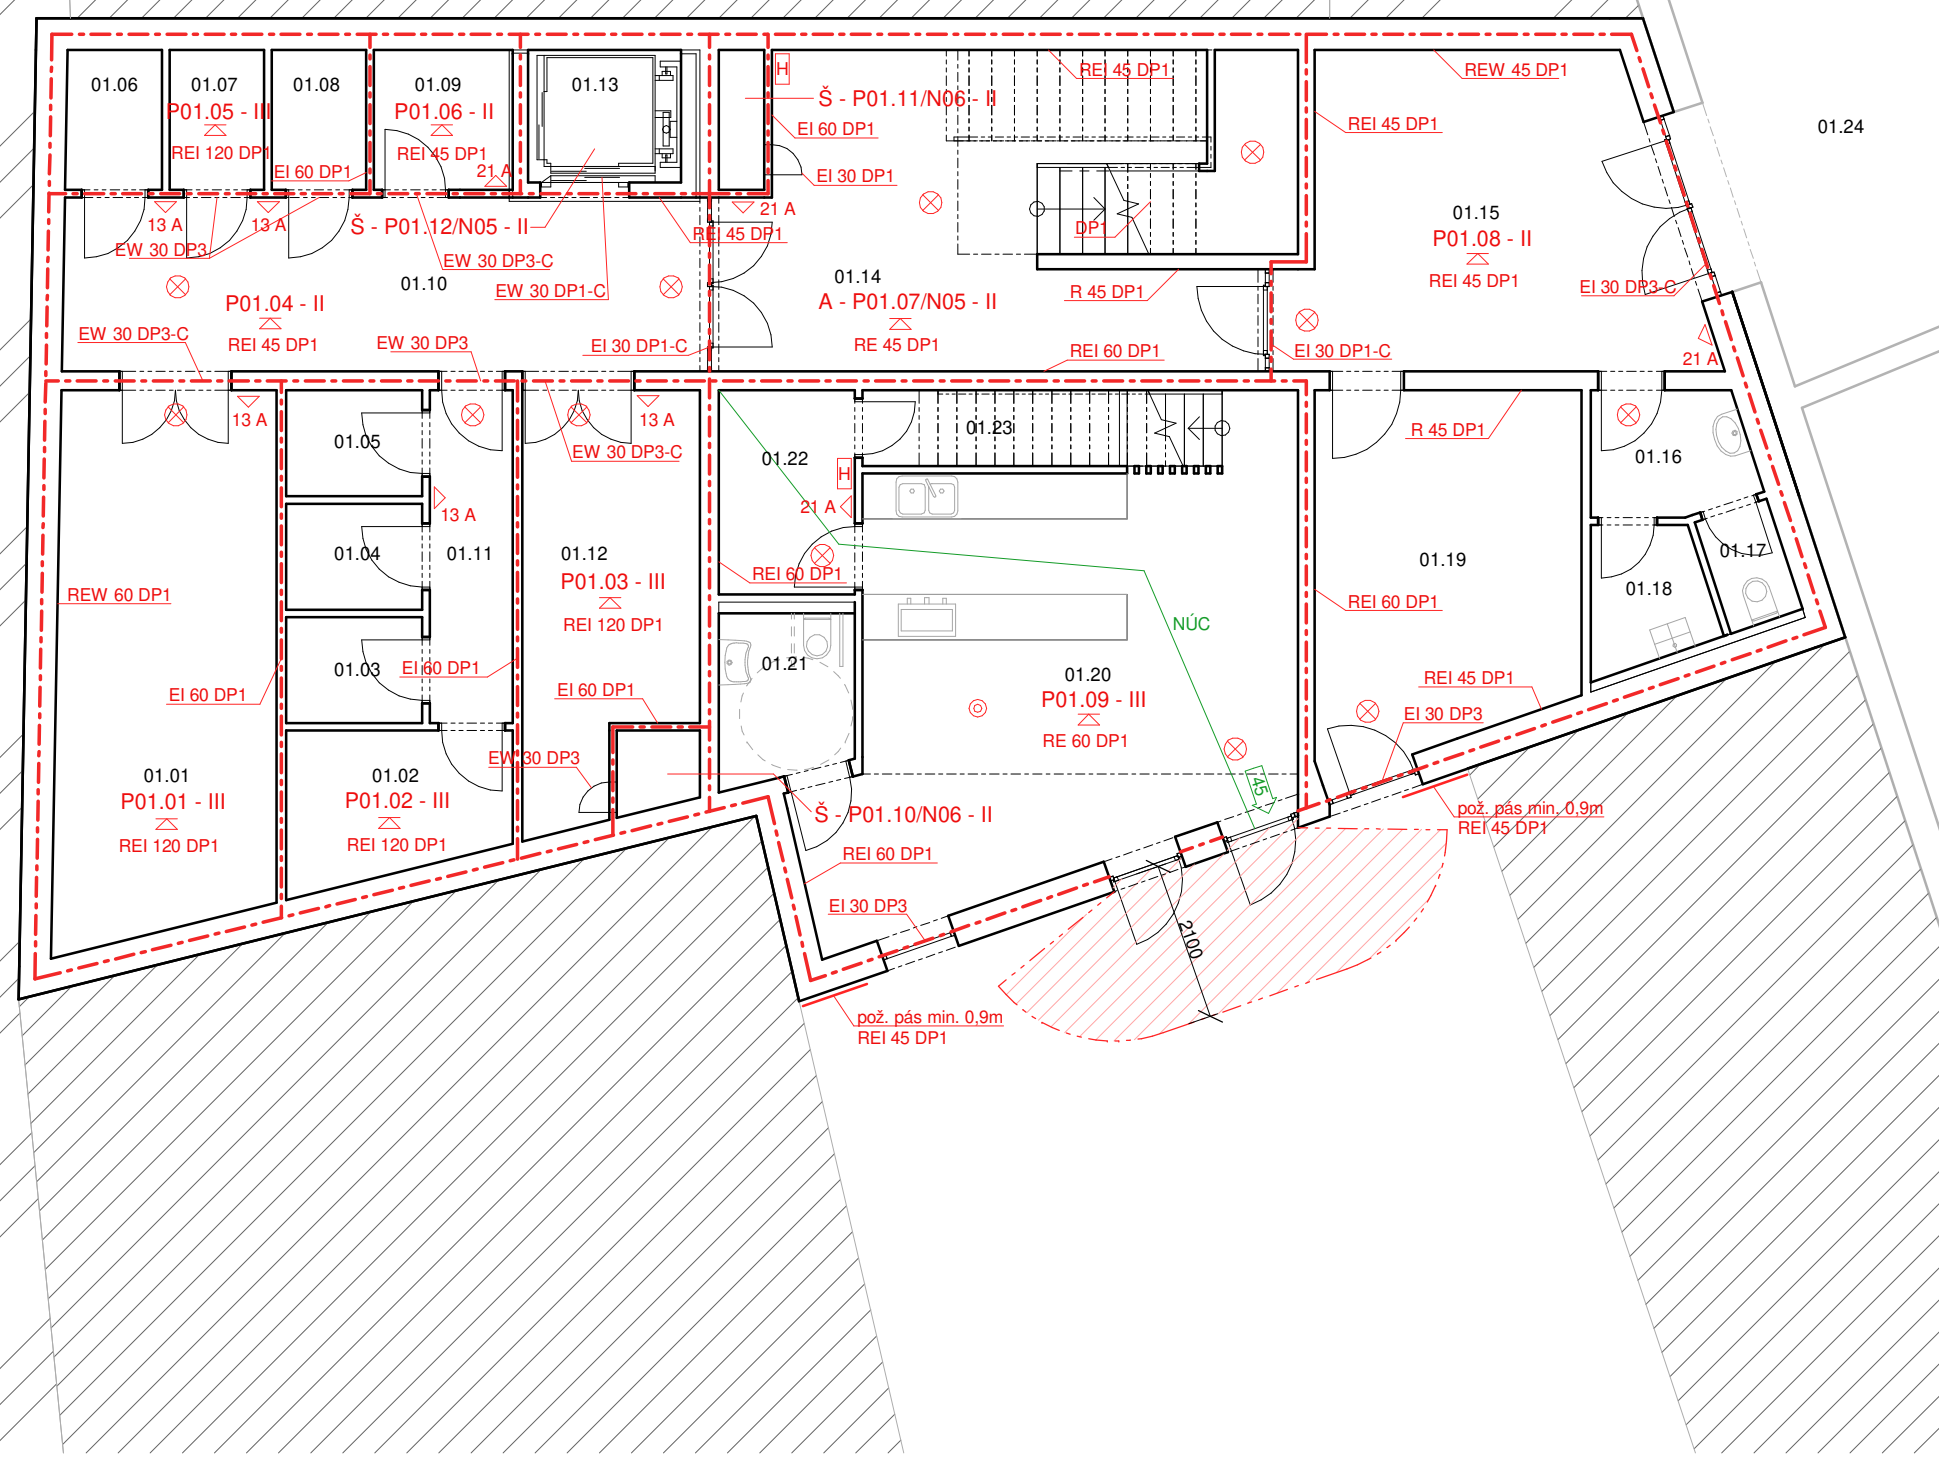 01.06
01.07
01.08
01.09
01.13
P01.05 - III
REI 120 DP1
EI 60 DP1
P01.06 - II
REI 45 DP1
21 A
H
Š - P01.11/N06 - II
EI 60 DP1
EI 30 DP1
REI 45 DP1
REW 45 DP1
REI 45 DP1
01.24
13 A
13 A
EW 30 DP3
Š - P01.12/N05 - II
EW 30 DP3-C
EW 30 DP1-C
21 A
REI 45 DP1
DP1
01.15
P01.08 - II
REI 45 DP1
EI 30 DP3-C
01.10
P01.04 - II
REI 45 DP1
01.14
A - P01.07/N05 - II
RE 45 DP1
R 45 DP1
EW 30 DP3-C
EW 30 DP3
EI 30 DP1-C
REI 60 DP1
EI 30 DP1-C
21 A
13 A
01.05
13 A
EW 30 DP3-C
01.22
H
21 A
01.23
R 45 DP1
01.16
13 A
01.04
01.11
01.12
P01.03 - III
REI 120 DP1
REI 60 DP1
01.19
REI 60 DP1
01.17
01.18
REW 60 DP1
NÚC
01.03
EI 60 DP1
EI 60 DP1
EI 60 DP1
01.21
01.20
P01.09 - III
RE 60 DP1
REI 45 DP1
EI 30 DP3
01.01
P01.01 - III
REI 120 DP1
01.02
P01.02 - III
REI 120 DP1
EW 30 DP3
Š - P01.10/N06 - II
45
pož. pás min. 0,9m
REI 45 DP1
REI 60 DP1
EI 30 DP3
2100
pož. pás min. 0,9m
REI 45 DP1